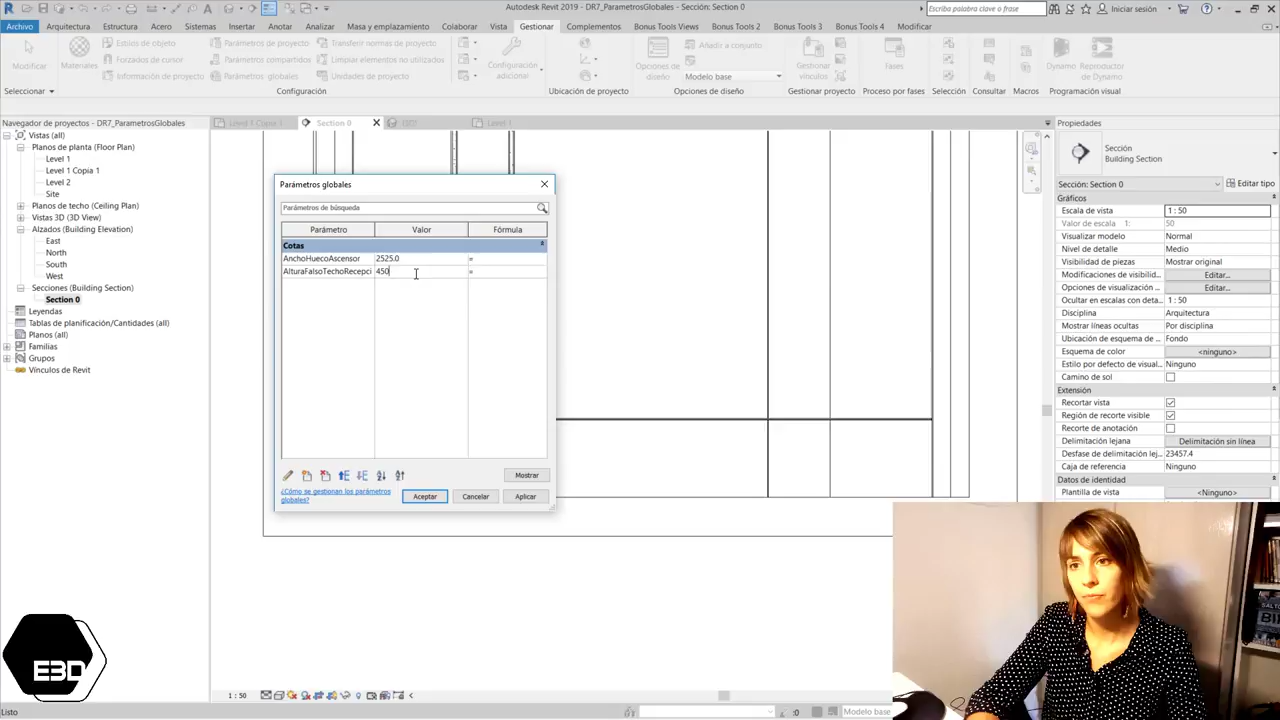 Autodesk Revit 2019 - DR7_ParametrosGlobales - Sección: Section 0
Escriba palabra clave o frase
Iniciar sesión
Archivo Arquitectura Estructura Acero Sistemas Insertar Anotar Masa y emplazamiento Colaborar Vista Gestionar Complementos Bonus Tools Views Bonus Tools 2 Bonus Tools 3 Bonus Tools 4 Modificar
Modificar
Materiales
Estilos de objeto
Forzados de cursor
Información de proyecto
Parámetros de proyecto
Parámetros compartidos
Parámetros globales
Transferir normas de proyecto
Limpiar elementos no utilizados
Unidades de proyecto
Configuración adicional
Opciones de diseño
Añadir a conjunto
Modelo base
Gestionar vínculos
Fases
Dynamo
Reproductor de Dynamo
Seleccionar
Configuración
Ubicación de proyecto
Opciones de diseño
Gestionar proyecto
Proceso por fases
Selección
Consultar
Macros
Programación visual
Navegador de proyectos - DR7_ParametrosGlobales
Vistas (all)
Planos de planta (Floor Plan)
Level 1
Level 1 Copia 1
Level 2
Site
Planos de techo (Ceiling Plan)
Vistas 3D (3D View)
Alzados (Building Elevation)
East
North
South
West
Secciones (Building Section)
Section 0
Leyendas
Tablas de planificación/Cantidades (all)
Planos (all)
Familias
Grupos
Vínculos de Revit
Level 1 Copia 1
Section 0
Level 1
Parámetros globales
Parámetros de búsqueda
Parámetro Valor Fórmula
Cotas
AnchoHuecoAscensor 2525.0 =
AlturaFalsoTechoRecepci 450 =
Mostrar
¿Cómo se gestionan los parámetros
globales?
Aceptar Cancelar Aplicar
Propiedades
Sección
Building Section
Sección: Section 0
Editar tipo
Gráficos
Escala de vista 1 : 50
Valor de escala 1: 50
Visualizar modelo Normal
Nivel de detalle Medio
Visibilidad de piezas Mostrar original
Modificaciones de visibilid... Editar...
Opciones de visualización ... Editar...
Ocultar en escalas con deta... 1 : 50
Disciplina Arquitectura
Mostrar líneas ocultas Por disciplina
Ubicación de esquema de ... Fondo
Esquema de color <ninguno>
Estilo por defecto de visual... Ninguno
Camino de sol
Extensión
Recortar vista
Región de recorte visible
Recorte de anotación
Delimitación lejana Delimitación sin línea
Desfase de delimitación lej... 23457.4
Caja de referencia Ninguno
Datos de identidad
Plantilla de vista <Ninguno>
E3D
1 : 50
Listo
:0
Modelo base